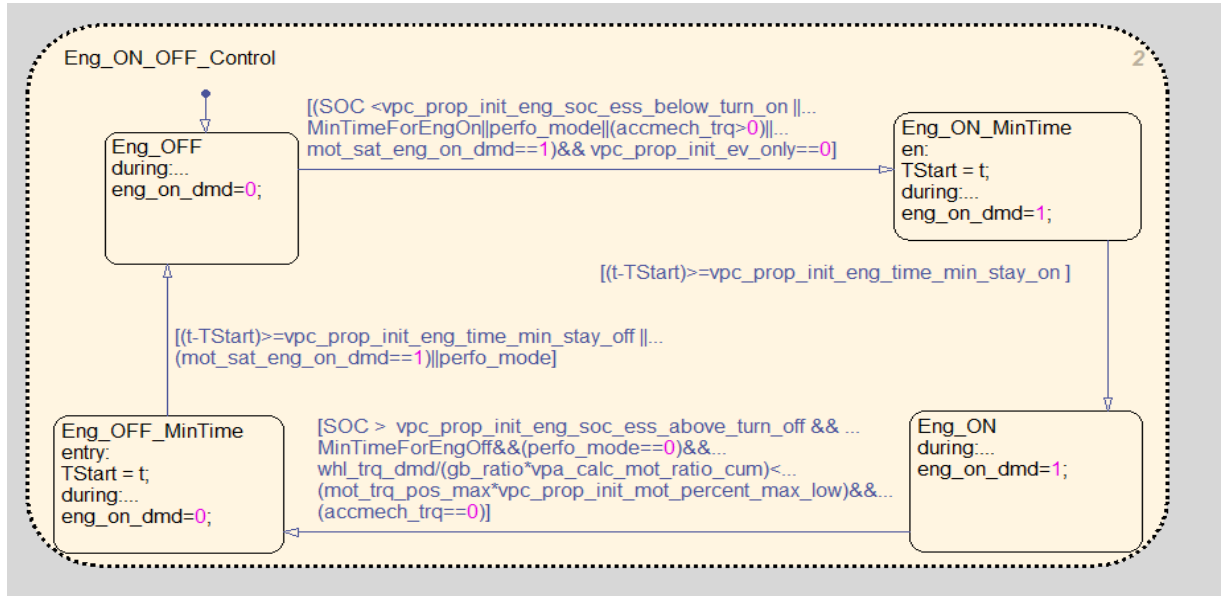 Eng_ON_OFF_Control
2
[(SOC <vpc_prop_init_eng_soc_ess_below_turn_on ||...
MinTimeForEngOn||perfo_mode||(accmech_trq>0)||...
mot_sat_eng_on_dmd==1)&& vpc_prop_init_ev_only==0]
Eng_OFF
during:...
eng_on_dmd=0;
Eng_ON_MinTime
en:
TStart = t;
during:...
eng_on_dmd=1;
[(t-TStart)>=vpc_prop_init_eng_time_min_stay_on ]
[(t-TStart)>=vpc_prop_init_eng_time_min_stay_off ||...
(mot_sat_eng_on_dmd==1)||perfo_mode]
Eng_OFF_MinTime
entry:
TStart = t;
during:...
eng_on_dmd=0;
[SOC > vpc_prop_init_eng_soc_ess_above_turn_off && ...
MinTimeForEngOff&&(perfo_mode==0)&&...
whl_trq_dmd/(gb_ratio*vpa_calc_mot_ratio_cum)<...
(mot_trq_pos_max*vpc_prop_init_mot_percent_max_low)&&...
(accmech_trq==0)]
Eng_ON
during:...
eng_on_dmd=1;